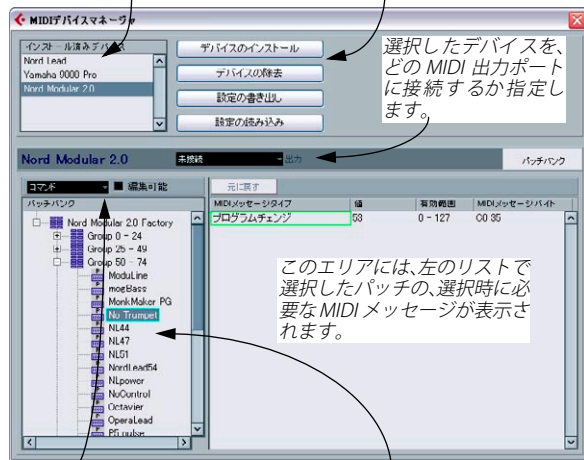 MIDIデバイスマネージャ
インストール済みデバイス
Nord Lead
Yamaha 9000 Pro
Nord Modular 2.0
デバイスのインストール
デバイスの除去
設定の書き出し
設定の読み込み
選択したデバイスを、
どの MIDI 出力ポート
に接続するか指定し
ます。
Nord Modular 2.0
未接続
出力
パッチバンク
コマンド
編集可能
元に戻す
パッチバンク
MIDIメッセージタイプ 値 有効範囲 MIDIメッセージバイト
プログラムチェンジ 53 0 - 127 C0 35
Nord Modular 2.0 Factory
Group 0 - 24
Group 25 - 49
Group 50 - 74
ModuLine
mogBass
MonkMakor PG
No Trumpet
NL44
NL47
NL51
NordLead54
NLpower
NoControl
Octavier
OperaLead
P5 pulse
このエリアには、左のリストで
選択したパッチの、選択時に必
要な MIDI メッセージが表示さ
れます。